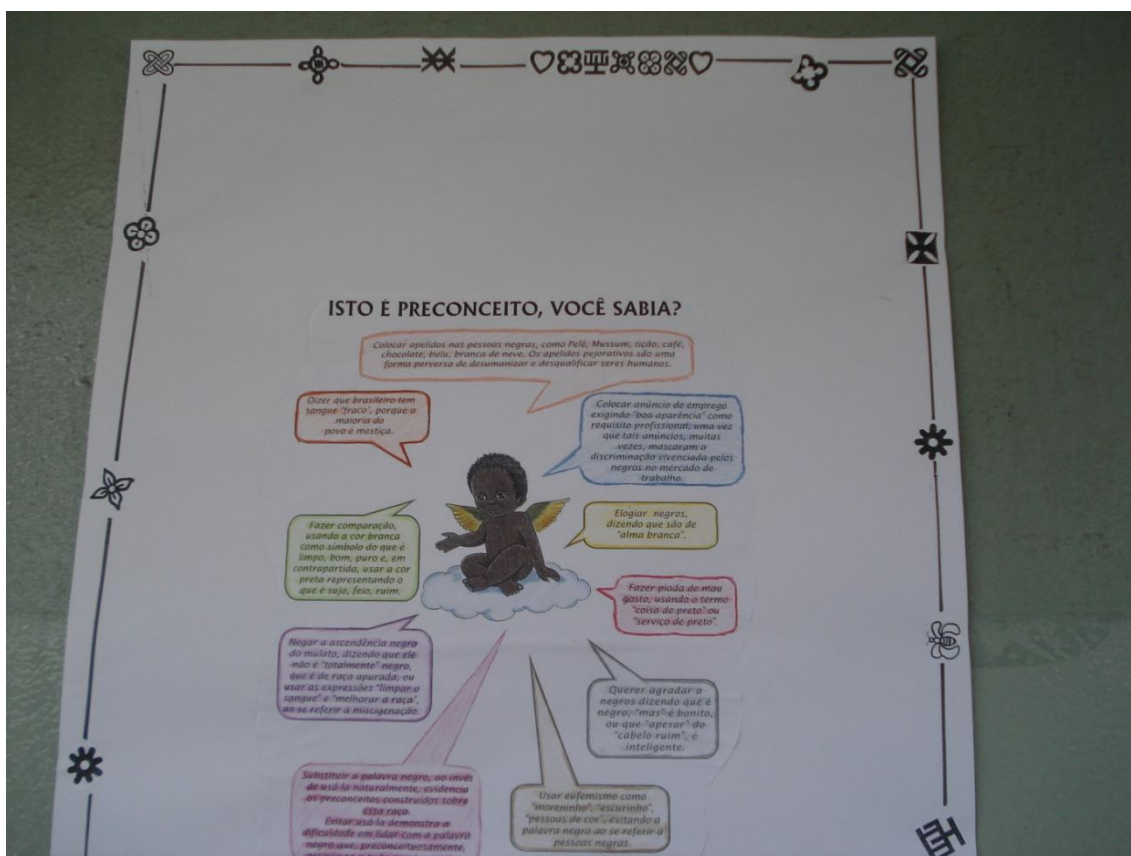 ISTO É PRECONCEITO, VOCÊ SABIA?
Colocar apelidos nas pessoas negras, como Pelé, Mussum, tição, café,
chocolate, buiu, branca de neve. Os apelidos pejorativos são uma
forma perversa de desumanizar e desqualificar seres humanos.
Dizer que brasileiro tem
sangue "fraco", porque a
maioria do
povo é mestiça.
Colocar anúncio de emprego
exigindo "boa aparência" como
requisito profissional, uma vez
que tais anúncios, muitas
vezes, mascaram a
discriminação vivenciada pelos
negros no mercado de
trabalho.
Elogiar negros,
dizendo que são de
"alma branca".
Fazer comparação,
usando a cor branca
como símbolo do que é
limpo, bom, puro e, em
contrapartida, usar a cor
preta representando o
que é sujo, feio, ruim.
Fazer piada de mau
gosto, usando o termo
"coisa de preto" ou
"serviço de preto".
Negar a ascendência negra
do mulato, dizendo que ele
não é "totalmente" negro,
que é de raça apurada, ou
usar as expressões "limpar o
sangue" e "melhorar a raça",
ao se referir à miscigenação.
Querer agradar a
negros dizendo que é
negro, "mas" é bonito,
ou que "apesar" do
"cabelo ruim", é
inteligente.
Substituir a palavra negro, ao invés
de usá-la naturalmente, evidencia
os preconceitos construídos sobre
essa raça.
Evitar usá-la demonstra a
dificuldade em lidar com a palavra
negro que, preconceituosamente,
Usar eufemismo como
"moreninho", "escurinho",
"pessoas de cor", evitando a
palavra negro ao se referir a
pessoas negras.